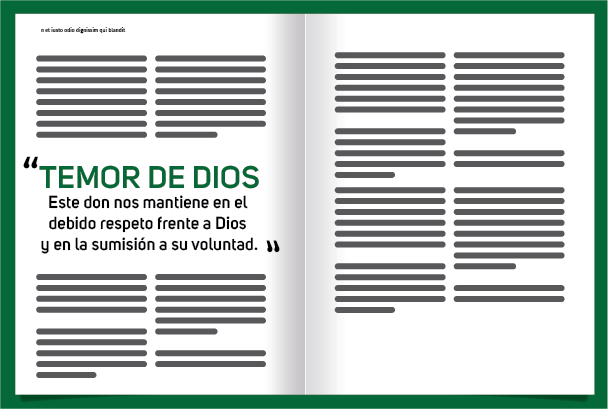 n et iusto odio dignissim qui blandit
“TEMOR DE DIOS
Este don nos mantiene en el
debido respeto frente a Dios
y en la sumisión a su voluntad. ”